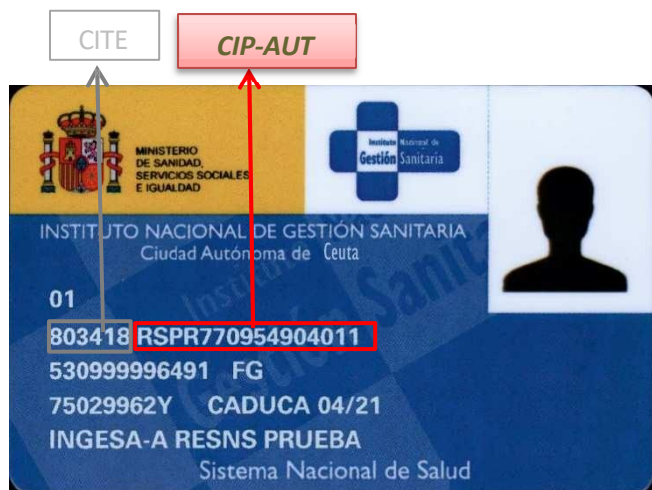 CITE
CIP-AUT
MINISTERIO
DE SANIDAD,
SERVICIOS SOCIALES
E IGUALDAD
Instituto Nacional de
Gestión Sanitaria
INSTITUTO NACIONAL DE GESTIÓN SANITARIA
Ciudad Autónoma de Ceuta
01
803418 RSPR770954904011
530999996491 FG
75029962Y CADUCA 04/21
INGESA-A RESNS PRUEBA
Sistema Nacional de Salud